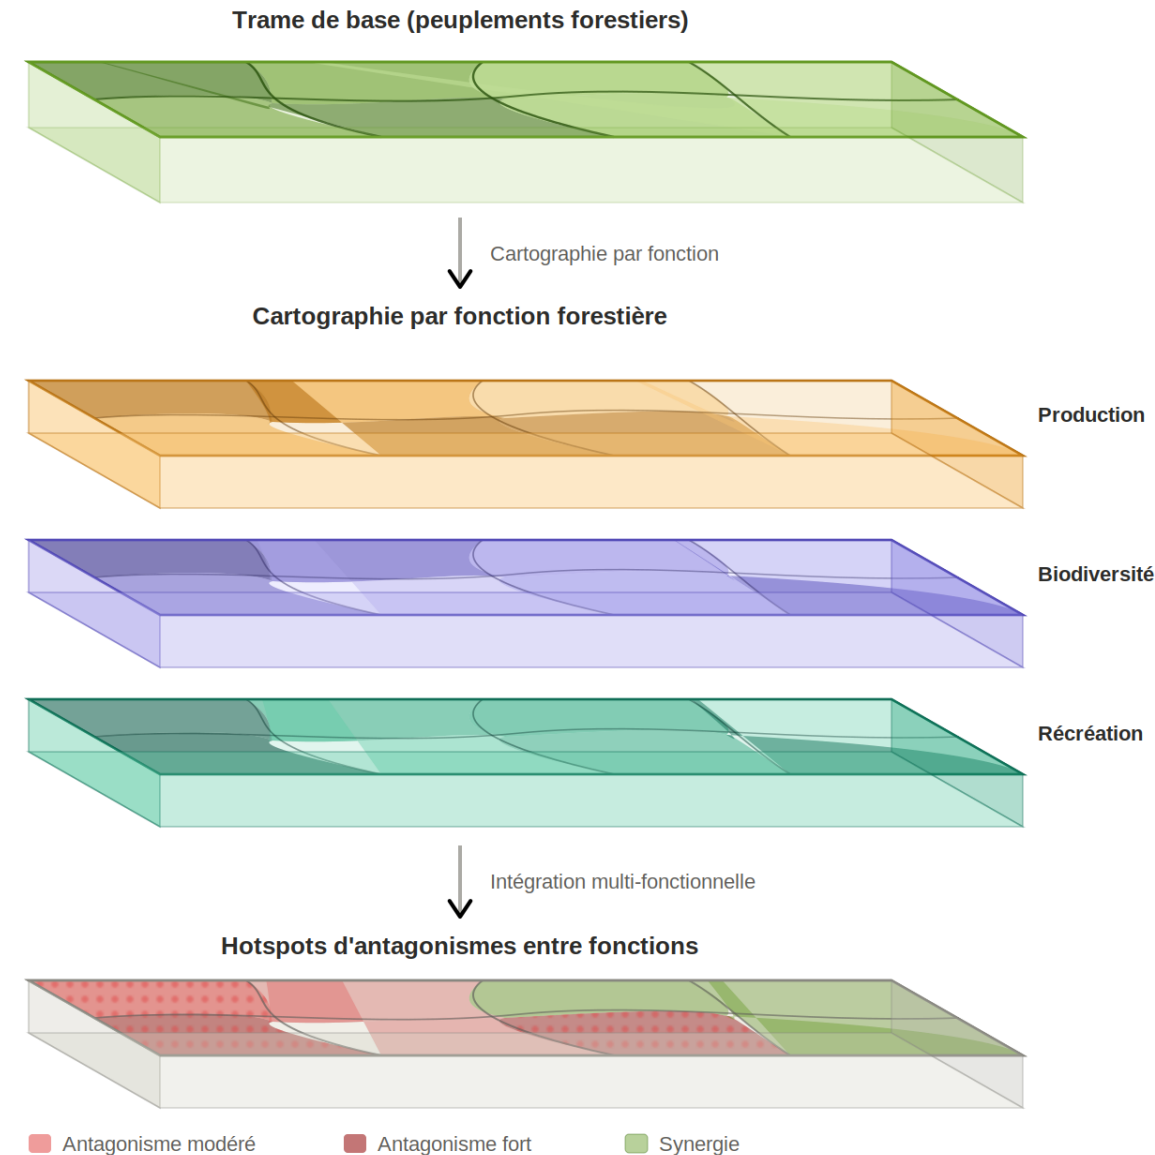 Trame de base (peuplements forestiers)
Cartographie par fonction
Cartographie par fonction forestière
Production
Biodiversité
Récréation
Intégration multi-fonctionnelle
Hotspots d'antagonismes entre fonctions
Antagonisme modéré
Antagonisme fort
Synergie